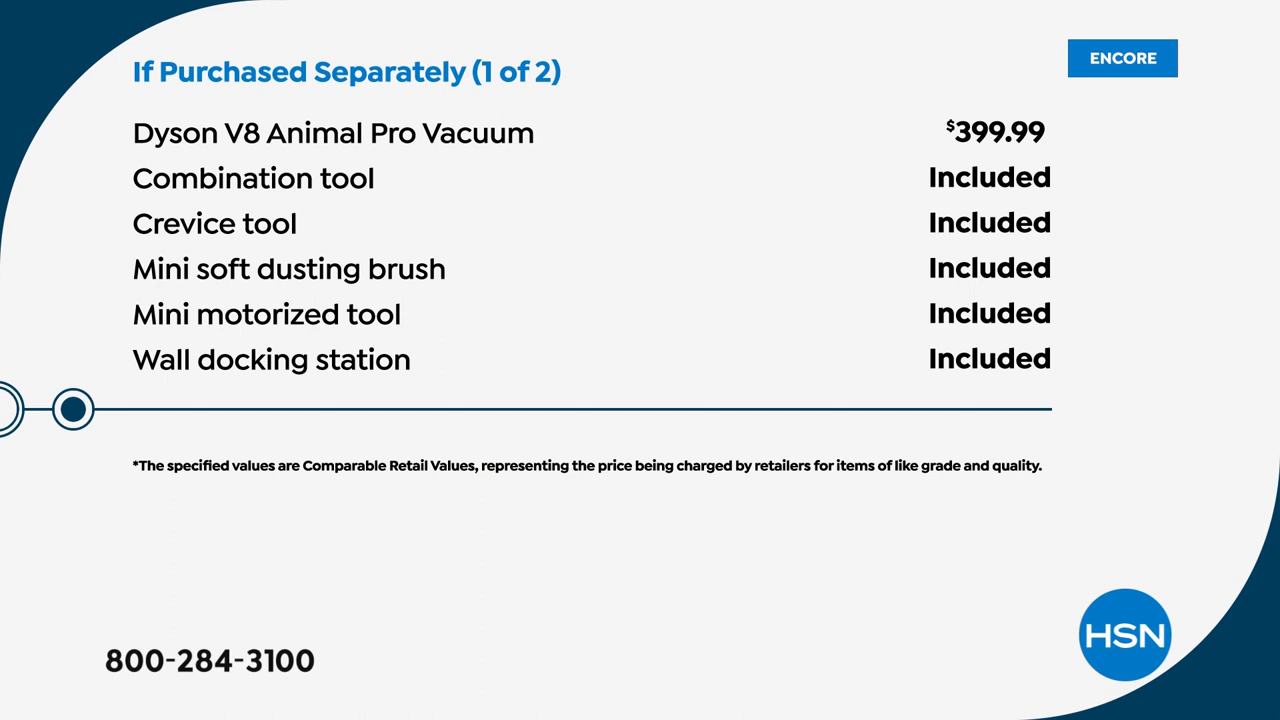 If Purchased Separately (1 of 2)
ENCORE
Dyson V8 Animal Pro Vacuum $399.99
Combination tool Included
Crevice tool Included
Mini soft dusting brush Included
Mini motorized tool Included
Wall docking station Included
*The specified values are Comparable Retail Values, representing the price being charged by retailers for items of like grade and quality.
HSN
800-284-3100